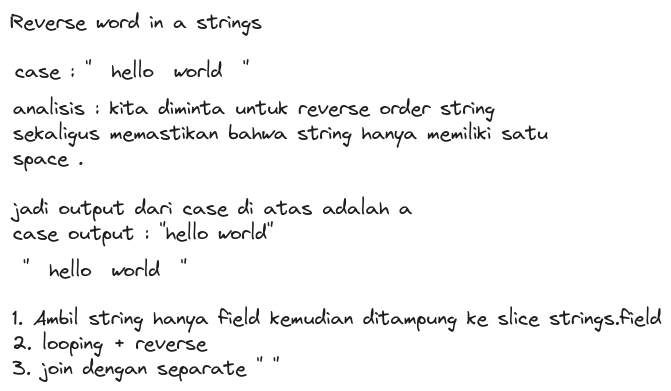 Reverse word in a strings
case : "  hello  world  "
analisis : kita diminta untuk reverse order string
sekaligus memastikan bahwa string hanya memiliki satu
space .
jadi output dari case di atas adalah a
case output : "hello world"
"  hello  world  "
1. Ambil string hanya field kemudian ditampung ke slice strings.field
2. looping + reverse
3. join dengan separate " "